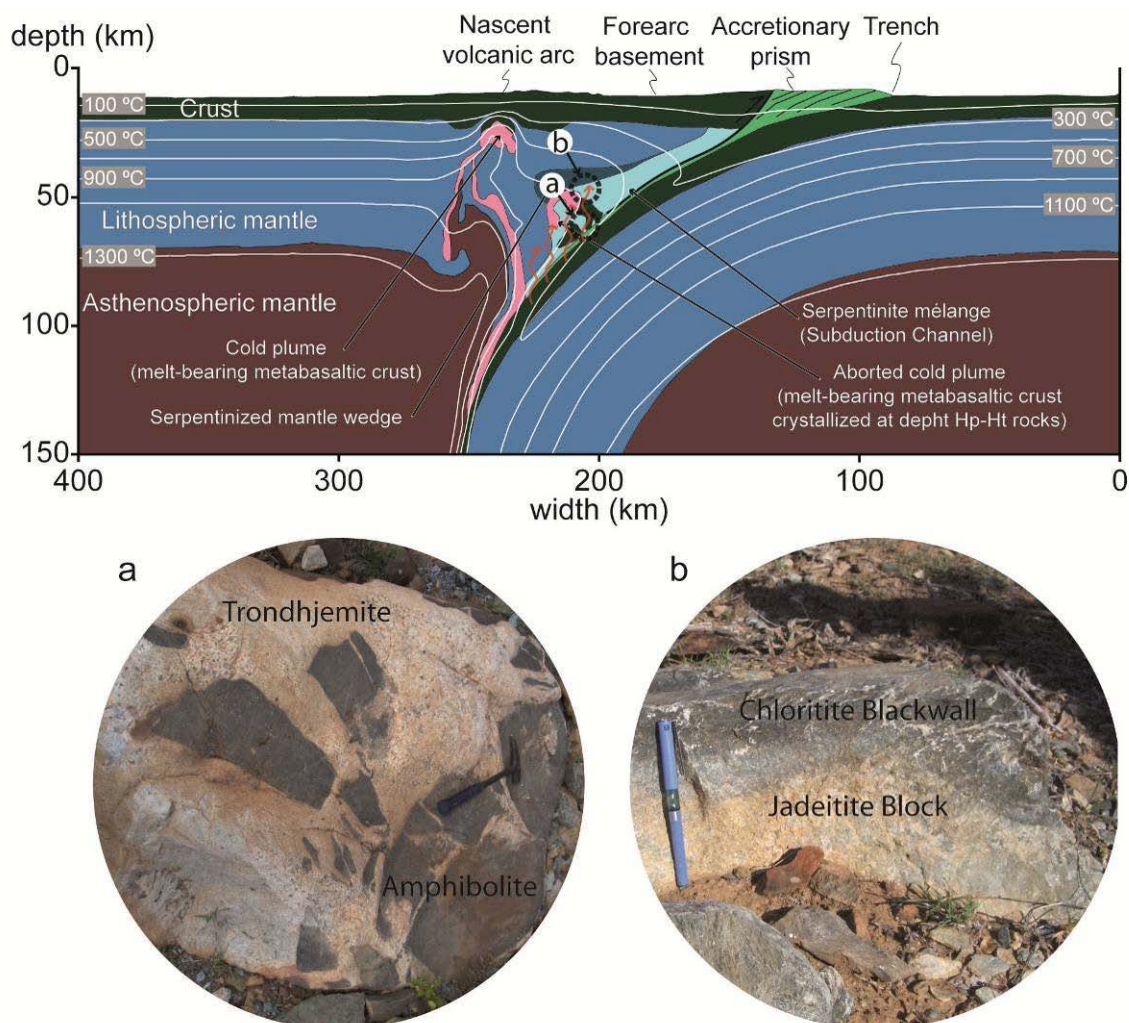 depth (km)
Nascent
volcanic arc
Forearc
basement
Accretionary
prism
Trench
0
50
100
150
100 ºC
500 ºC
900 ºC
1300 ºC
300 ºC
700 ºC
1100 ºC
Crust
b
a
Lithospheric mantle
Asthenospheric mantle
Cold plume
(melt-bearing metabasaltic crust)
Serpentinized mantle wedge
Serpentinite mélange
(Subduction Channel)
Aborted cold plume
(melt-bearing metabasaltic crust
crystallized at depht Hp-Ht rocks)
400
300
200
100
0
width (km)
a
Trondhjemite
Amphibolite
b
Chloritite Blackwall
Jadeitite Block